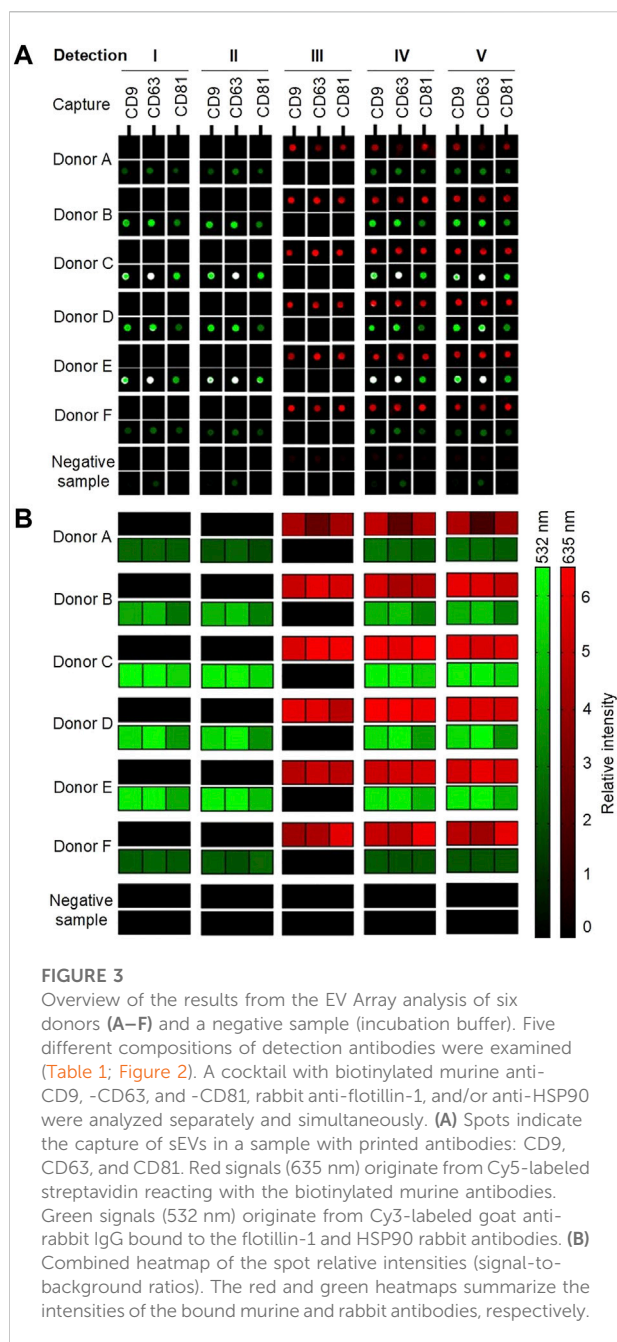 A Detection I II III IV V
Capture CD9 CD63 CD81 CD9 CD63 CD81 CD9 CD63 CD81 CD9 CD63 CD81 CD9 CD63 CD81
Donor A
Donor B
Donor C
Donor D
Donor E
Donor F
Negative
sample
B
Donor A
Donor B
Donor C
Donor D
Donor E
Donor F
Negative
sample
532 nm
635 nm
6
5
4
3
2
1
0
Relative intensity
FIGURE 3
Overview of the results from the EV Array analysis of six
donors (A–F) and a negative sample (incubation buffer). Five
different compositions of detection antibodies were examined
(Table 1; Figure 2). A cocktail with biotinylated murine anti-
CD9, -CD63, and -CD81, rabbit anti-flotillin-1, and/or anti-HSP90
were analyzed separately and simultaneously. (A) Spots indicate
the capture of sEVs in a sample with printed antibodies: CD9,
CD63, and CD81. Red signals (635 nm) originate from Cy5-labeled
streptavidin reacting with the biotinylated murine antibodies.
Green signals (532 nm) originate from Cy3-labeled goat anti-
rabbit IgG bound to the flotillin-1 and HSP90 rabbit antibodies. (B)
Combined heatmap of the spot relative intensities (signal-to-
background ratios). The red and green heatmaps summarize the
intensities of the bound murine and rabbit antibodies, respectively.